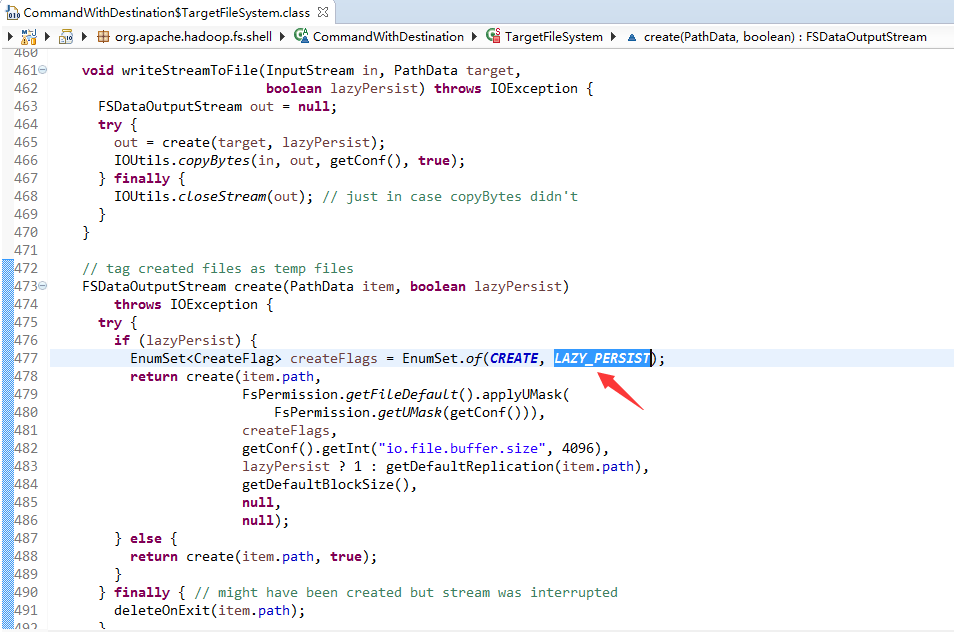 CommandWithDestination$TargetFileSystem.class
org.apache.hadoop.fs.shell CommandWithDestination TargetFileSystem create(PathData, boolean) : FSDataOutputStream
460
461 void writeStreamToFile(InputStream in, PathData target,
462 boolean lazyPersist) throws IOException {
463 FSDataOutputStream out = null;
464 try {
465 out = create(target, lazyPersist);
466 IOUtils.copyBytes(in, out, getConf(), true);
467 } finally {
468 IOUtils.closeStream(out); // just in case copyBytes didn't
469 }
470 }
471
472 // tag created files as temp files
473 FSDataOutputStream create(PathData item, boolean lazyPersist)
474 throws IOException {
475 try {
476 if (lazyPersist) {
477 EnumSet<CreateFlag> createFlags = EnumSet.of(CREATE, LAZY_PERSIST);
478 return create(item.path,
479 FsPermission.getFileDefault().applyUMask(
480 FsPermission.getUMask(getConf())),
481 createFlags,
482 getConf().getInt("io.file.buffer.size", 4096),
483 lazyPersist ? 1 : getDefaultReplication(item.path),
484 getDefaultBlockSize(),
485 null,
486 null);
487 } else {
488 return create(item.path, true);
489 }
490 } finally { // might have been created but stream was interrupted
491 deleteOnExit(item.path);
492 }